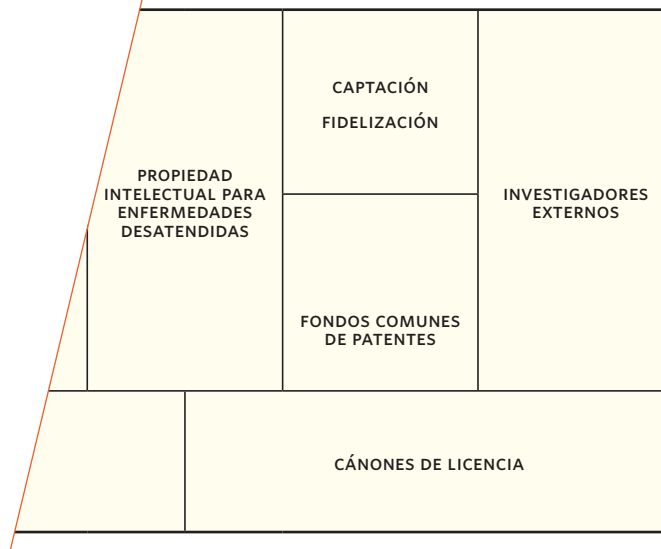 PROPIEDAD
INTELECTUAL PARA
ENFERMEDADES
DESATENDIDAS
CAPTACIÓN
FIDELIZACIÓN
FONDOS COMUNES
DE PATENTES
INVESTIGADORES
EXTERNOS
CÁNONES DE LICENCIA